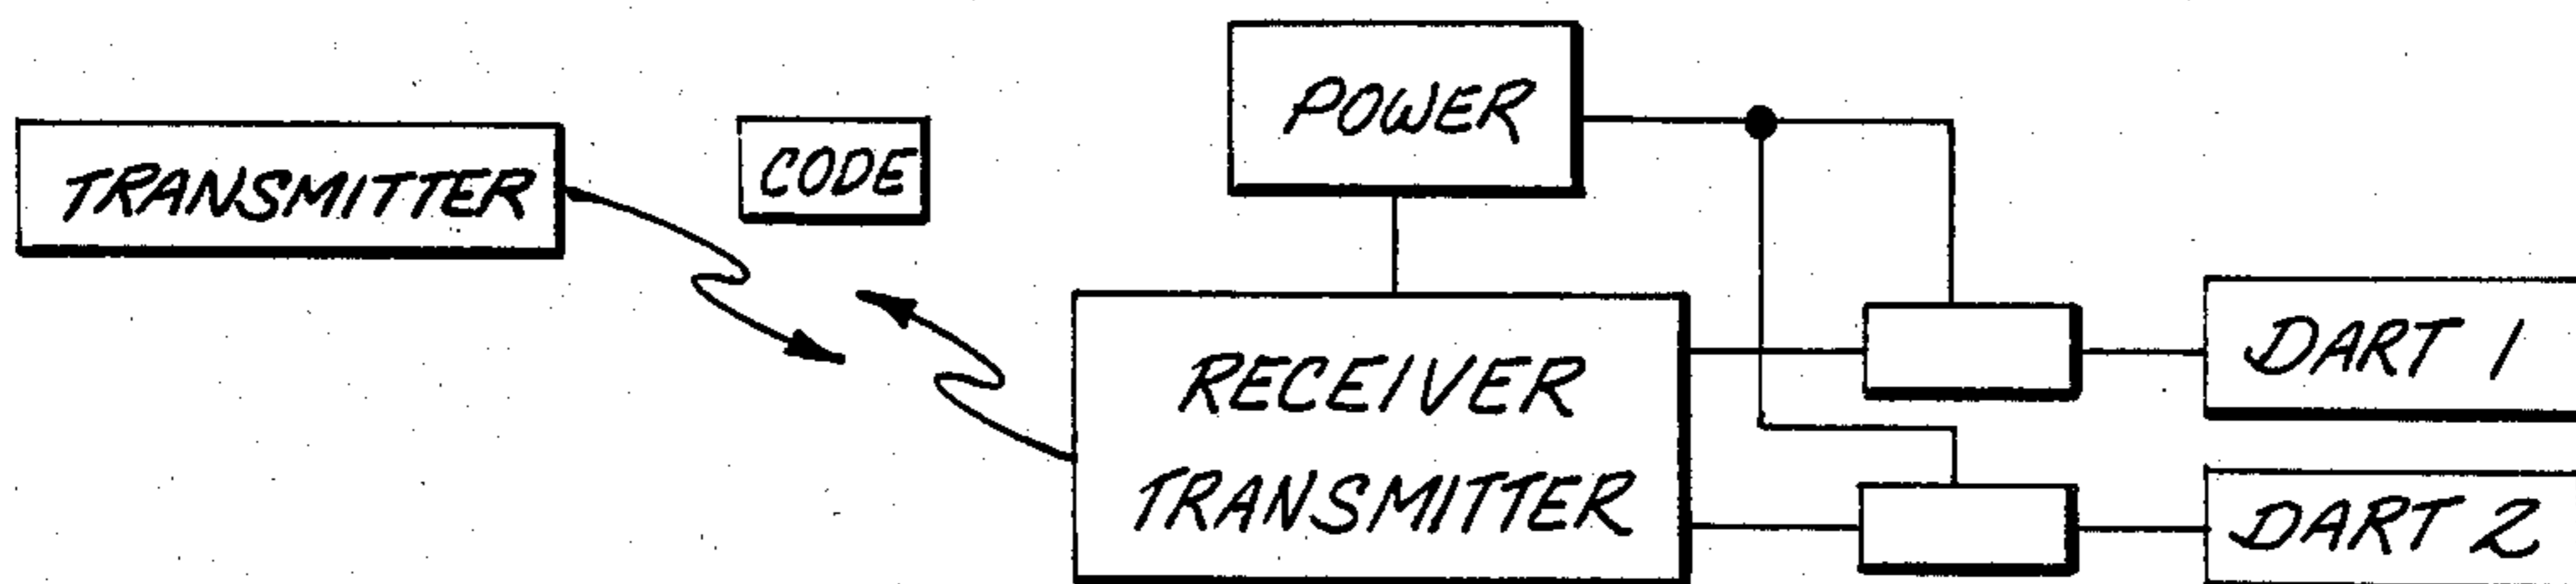 POWER
TRANSMITTER
CODE
RECEIVER
TRANSMITTER
DART 1
DART 2